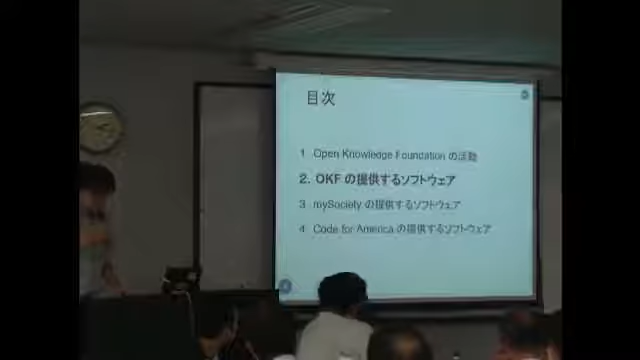 目次
1 Open Knowledge Foundation の活動
2. OKF の提供するソフトウェア
3 mySociety の提供するソフトウェア
4 Code for America の提供するソフトウェア